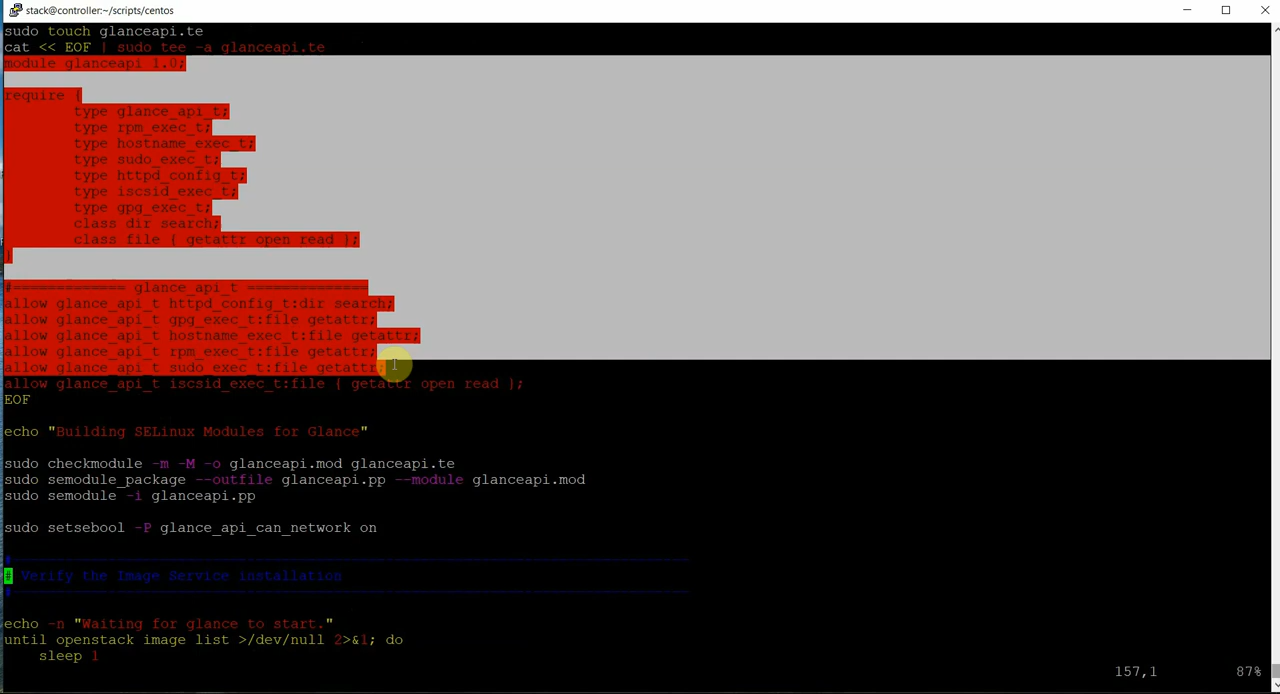 stack@controller:~/scripts/centos
sudo touch glanceapi.te
cat << EOF | sudo tee -a glanceapi.te
module glanceapi 1.0;
require {
type glance_api_t;
type rpm_exec_t;
type hostname_exec_t;
type sudo_exec_t;
type httpd_config_t;
type iscsid_exec_t;
type gpg_exec_t;
class dir search;
class file { getattr open read };
}
#============= glance_api_t ==============
allow glance_api_t httpd_config_t:dir search;
allow glance_api_t gpg_exec_t:file getattr;
allow glance_api_t hostname_exec_t:file getattr;
allow glance_api_t rpm_exec_t:file getattr;
allow glance_api_t sudo_exec_t:file getattr;
allow glance_api_t iscsid_exec_t:file { getattr open read };
EOF
echo "Building SELinux Modules for Glance"
sudo checkmodule -m -M -o glanceapi.mod glanceapi.te
sudo semodule_package --outfile glanceapi.pp --module glanceapi.mod
sudo semodule -i glanceapi.pp
sudo setsebool -P glance_api_can_network on
#-------------------------------------------------------------------------------
# Verify the Image Service installation
#-------------------------------------------------------------------------------
echo -n "Waiting for glance to start."
until openstack image list >/dev/null 2>&1; do
sleep 1
157,1 87%